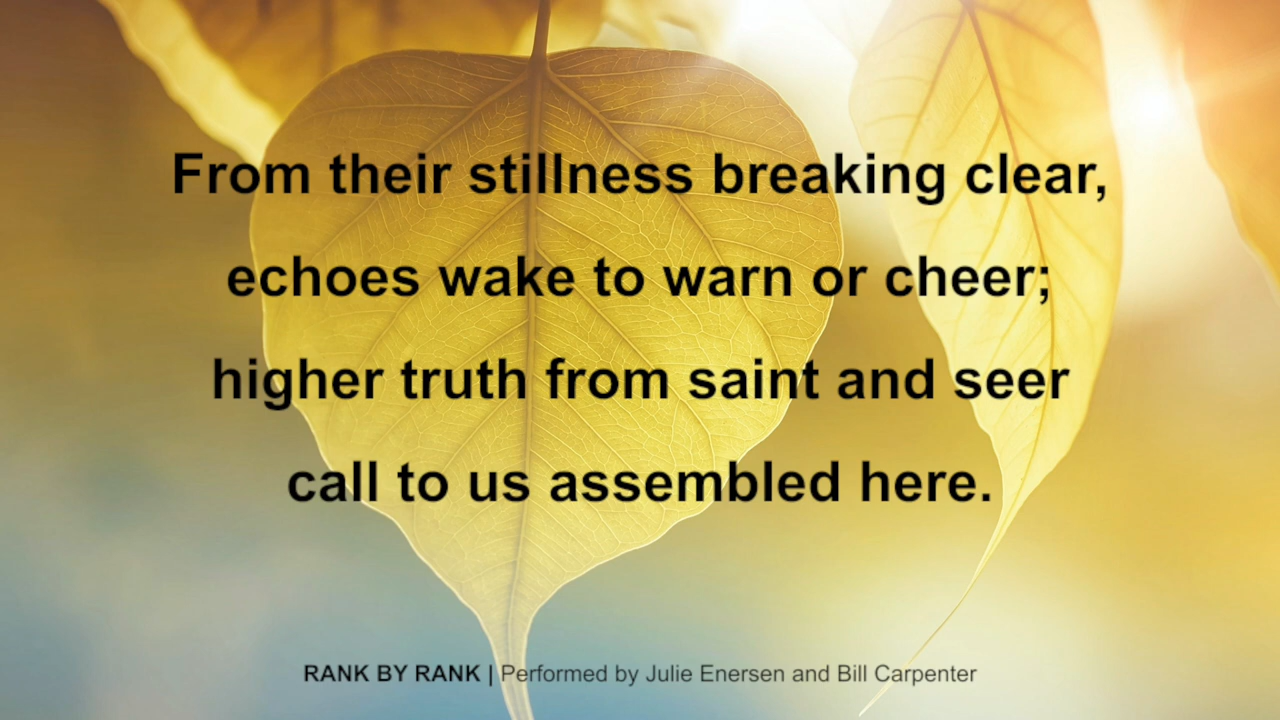 From their stillness breaking clear,
echoes wake to warn or cheer;
higher truth from saint and seer
call to us assembled here.
RANK BY RANK | Performed by Julie Enersen and Bill Carpenter